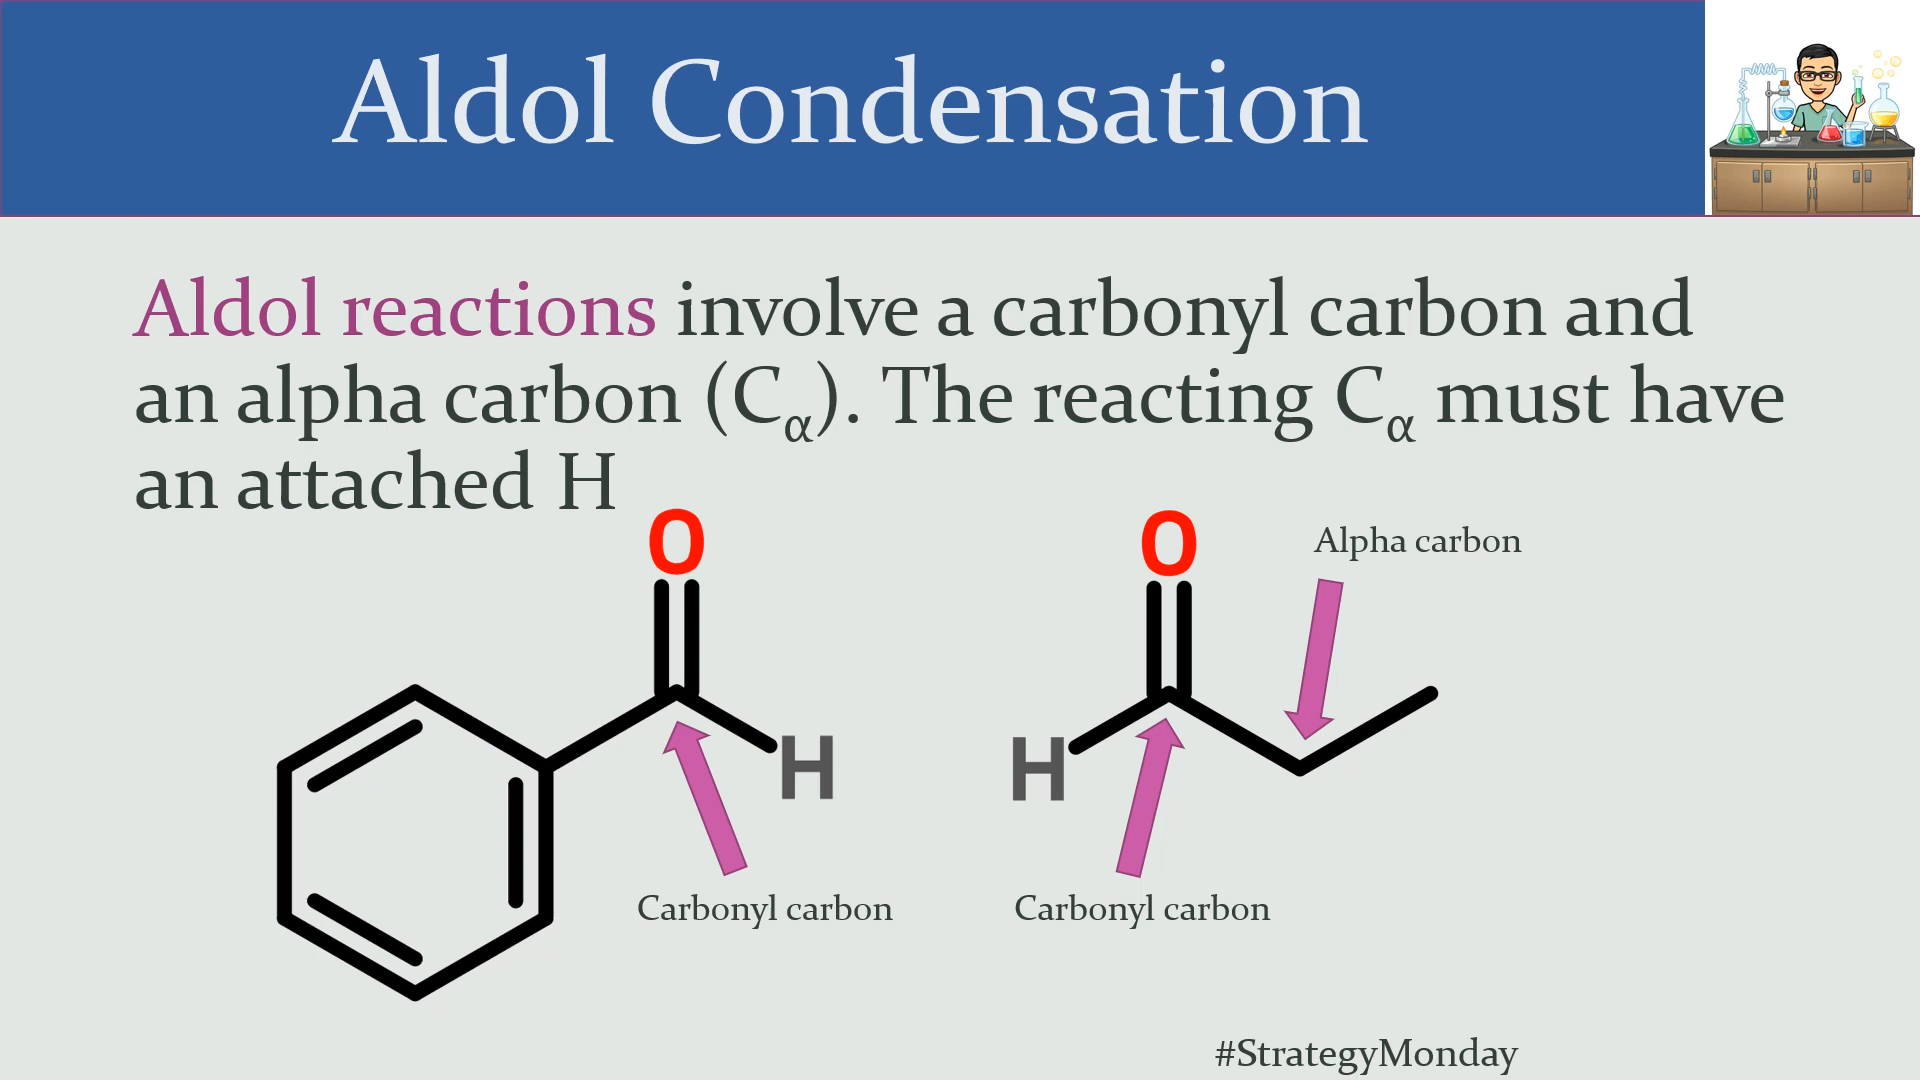 Aldol Condensation
Aldol reactions involve a carbonyl carbon and
an alpha carbon (Cα). The reacting Cα must have
an attached H
O
O
Alpha carbon
H
H
Carbonyl carbon
Carbonyl carbon
#StrategyMonday